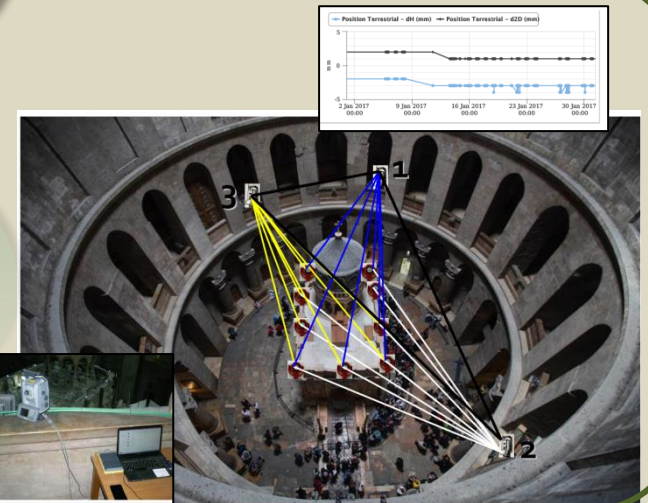 Position Terrestrial – dH (mm) Position Terrestrial – d2D (mm)
5
0
-5
mm
2 Jan 2017 9 Jan 2017 16 Jan 2017 23 Jan 2017 30 Jan 2017
00:00 00:00 00:00 00:00 00:00
1
3
2